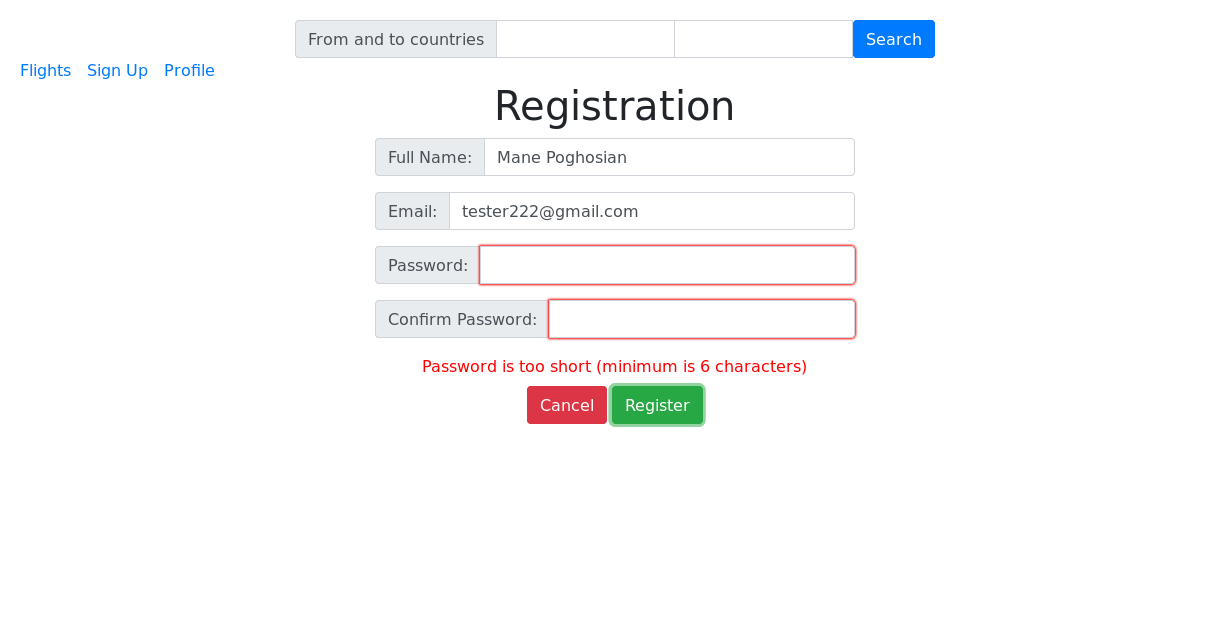 From and to countries Search
Flights Sign Up Profile
Registration
Full Name: Mane Poghosian
Email: tester222@gmail.com
Password:
Confirm Password:
Password is too short (minimum is 6 characters)
Cancel Register